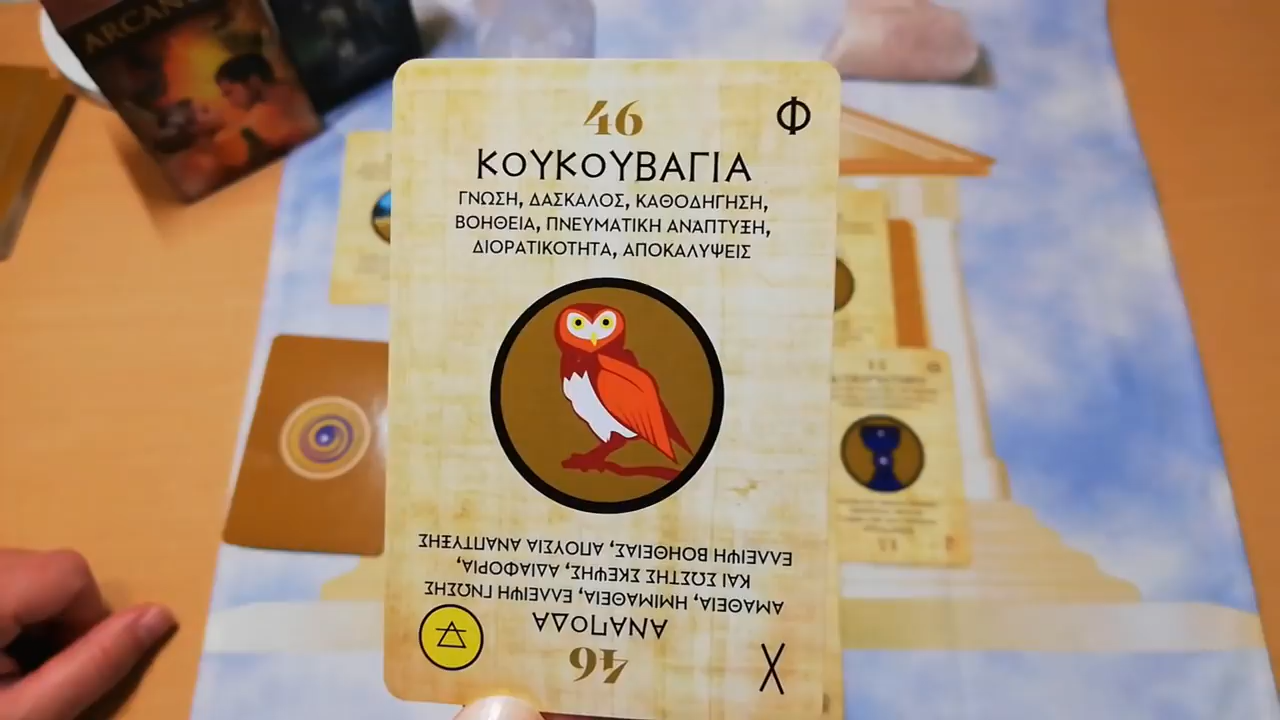 ARCAN
46
Φ
ΚΟΥΚΟΥΒΑΓΙΑ
ΓΝΩΣΗ, ΔΑΣΚΑΛΟΣ, ΚΑΘΟΔΗΓΗΣΗ,
ΒΟΗΘΕΙΑ, ΠΝΕΥΜΑΤΙΚΗ ΑΝΑΠΤΥΞΗ,
ΔΙΟΡΑΤΙΚΟΤΗΤΑ, ΑΠΟΚΑΛΥΨΕΙΣ
46
ΑΝΑΠΟΔΑ
ΑΜΑΘΕΙΑ, ΗΜΙΜΑΘΕΙΑ, ΕΛΛΕΙΨΗ ΓΝΩΣΗΣ
ΚΑΙ ΣΩΣΤΗΣ ΣΚΕΨΗΣ, ΑΔΙΑΦΟΡΙΑ,
ΕΛΛΕΙΨΗ ΒΟΗΘΕΙΑΣ, ΑΠΟΥΣΙΑ ΑΝΑΠΤΥΞΗΣ